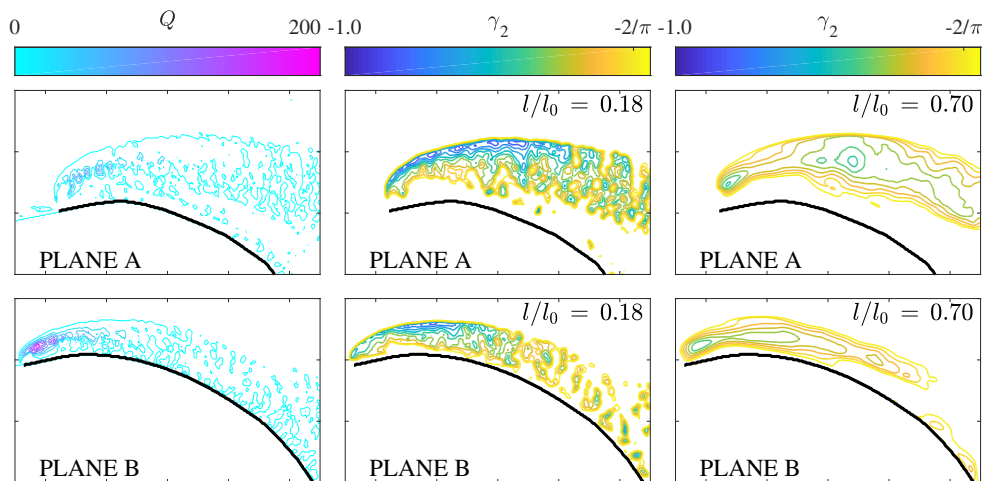 0 Q 200
-1.0 γ₂ -2/π
-1.0 γ₂ -2/π
PLANE A
l/l₀ = 0.18
PLANE A
l/l₀ = 0.70
PLANE A
PLANE B
l/l₀ = 0.18
PLANE B
l/l₀ = 0.70
PLANE B